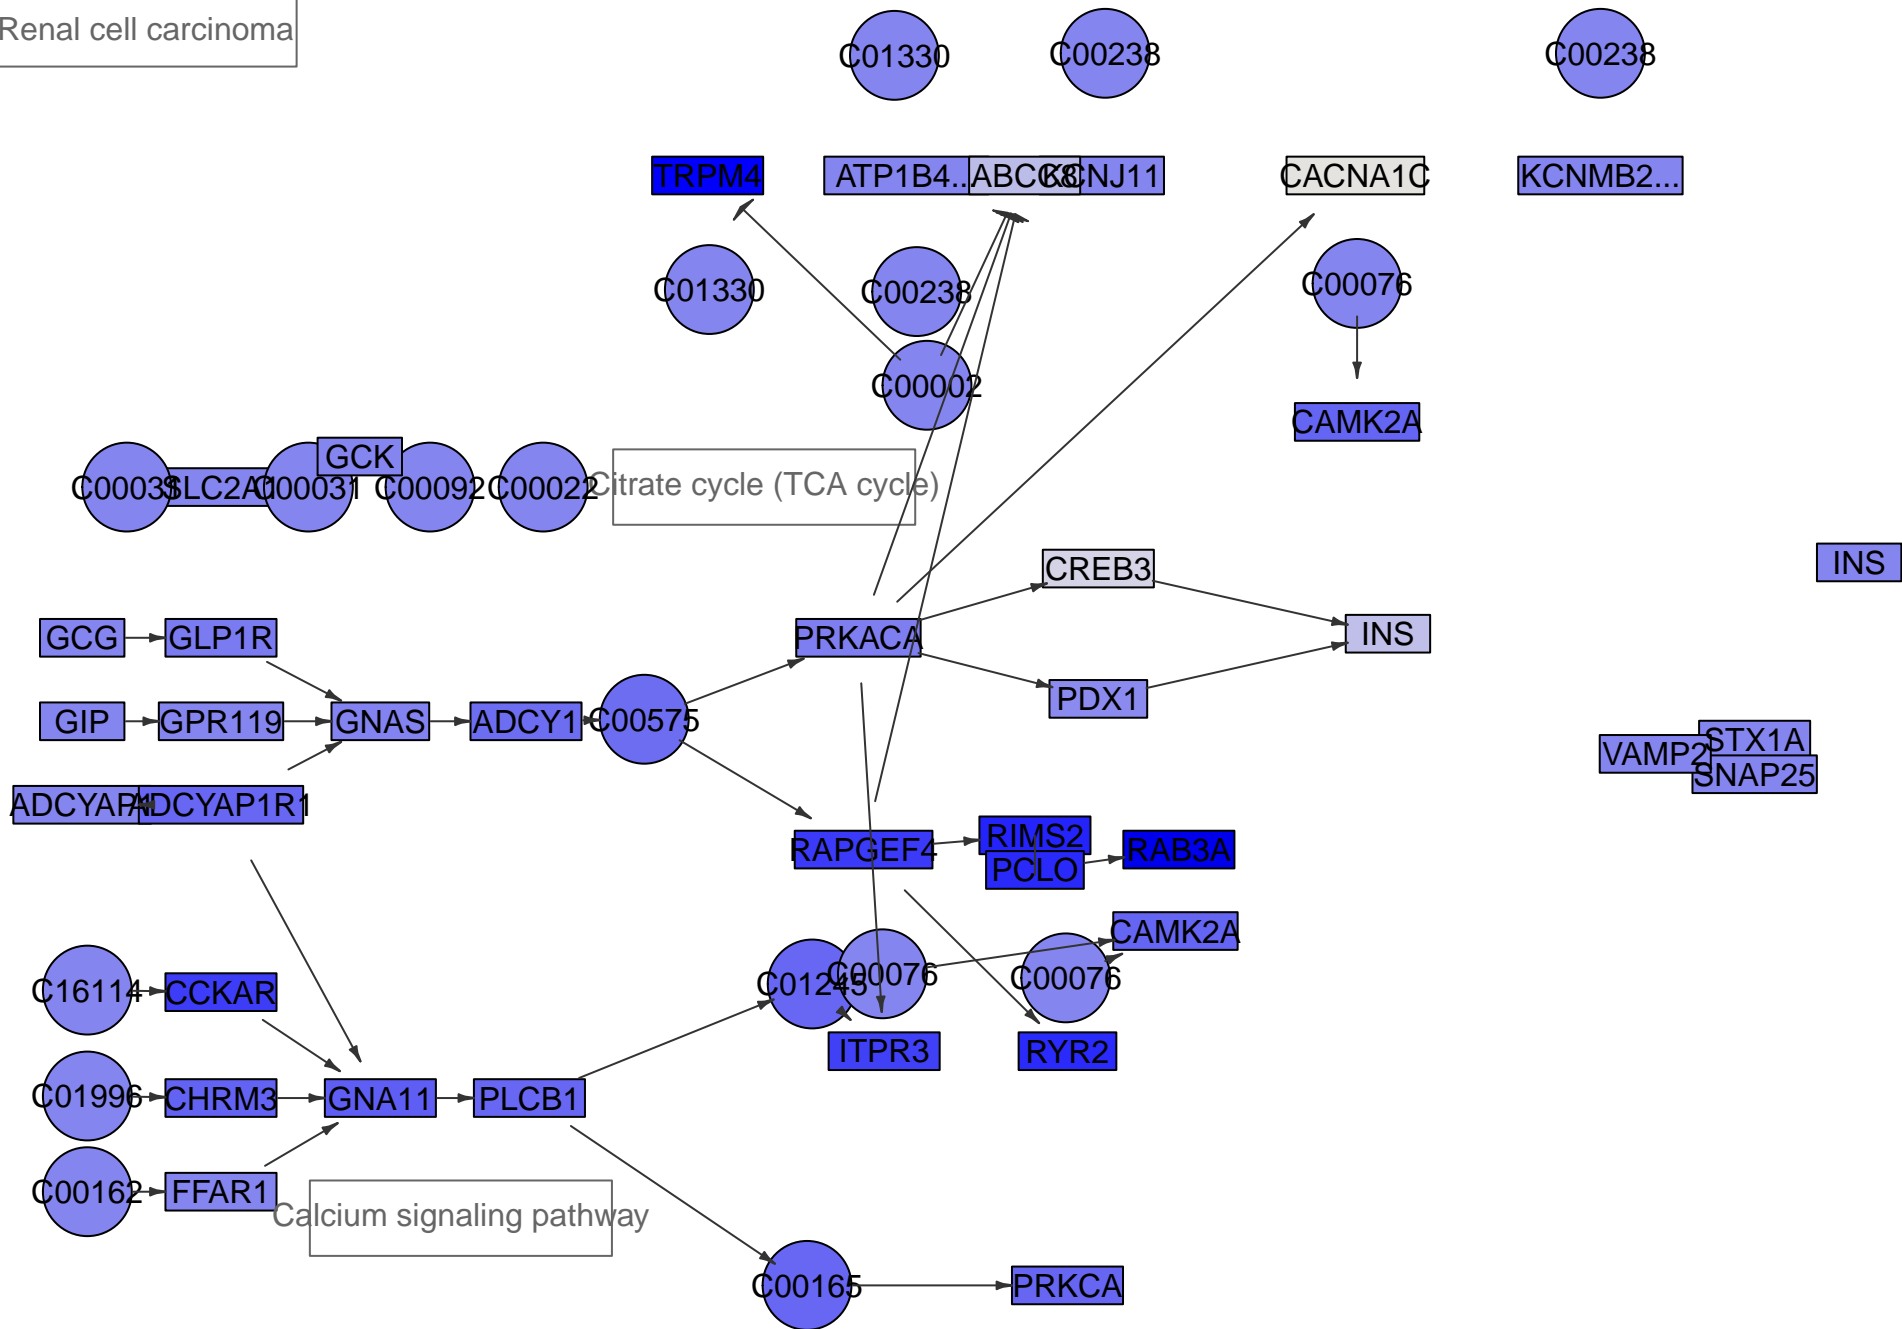 Renal cell carcinoma
C01330
C00238
C00238
TRPM4
ATP1B4...
ABCC8
KCNJ11
CACNA1C
KCNMB2...
C01330
C00238
C00076
C00002
CAMK2A
C00031
SLC2A1
C00031
GCK
C00092
C00022
Citrate cycle (TCA cycle)
CREB3
INS
GCG
GLP1R
PRKACA
INS
PDX1
GIP
GPR119
GNAS
ADCY1
C00575
STX1A
VAMP2
SNAP25
ADCYAP1
ADCYAP1R1
RAPGEF4
RIMS2
PCLO
RAB3A
CAMK2A
C16114
CCKAR
C01245
C00076
C00076
ITPR3
RYR2
C01996
CHRM3
GNA11
PLCB1
C00162
FFAR1
Calcium signaling pathway
C00165
PRKCA